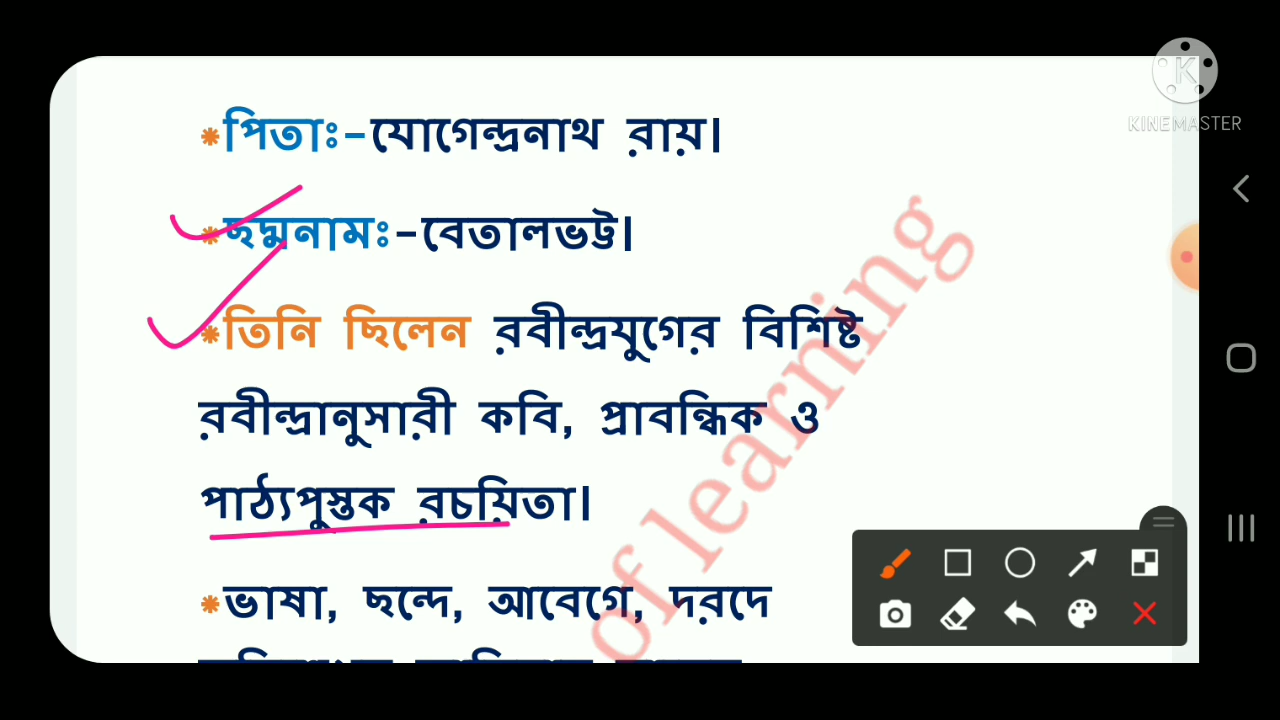 *পিতাঃ-যোগেন্দ্রনাথ রায়।
KINEMASTER
*ছদ্মনামঃ-বেতালভট্ট।
*তিনি ছিলেন রবীন্দ্রযুগের বিশিষ্ট
রবীন্দ্রানুসারী কবি, প্রাবন্ধিক ও
পাঠ্যপুস্তক রচয়িতা।
*ভাষা, ছন্দে, আবেগে, দরদে
of learning